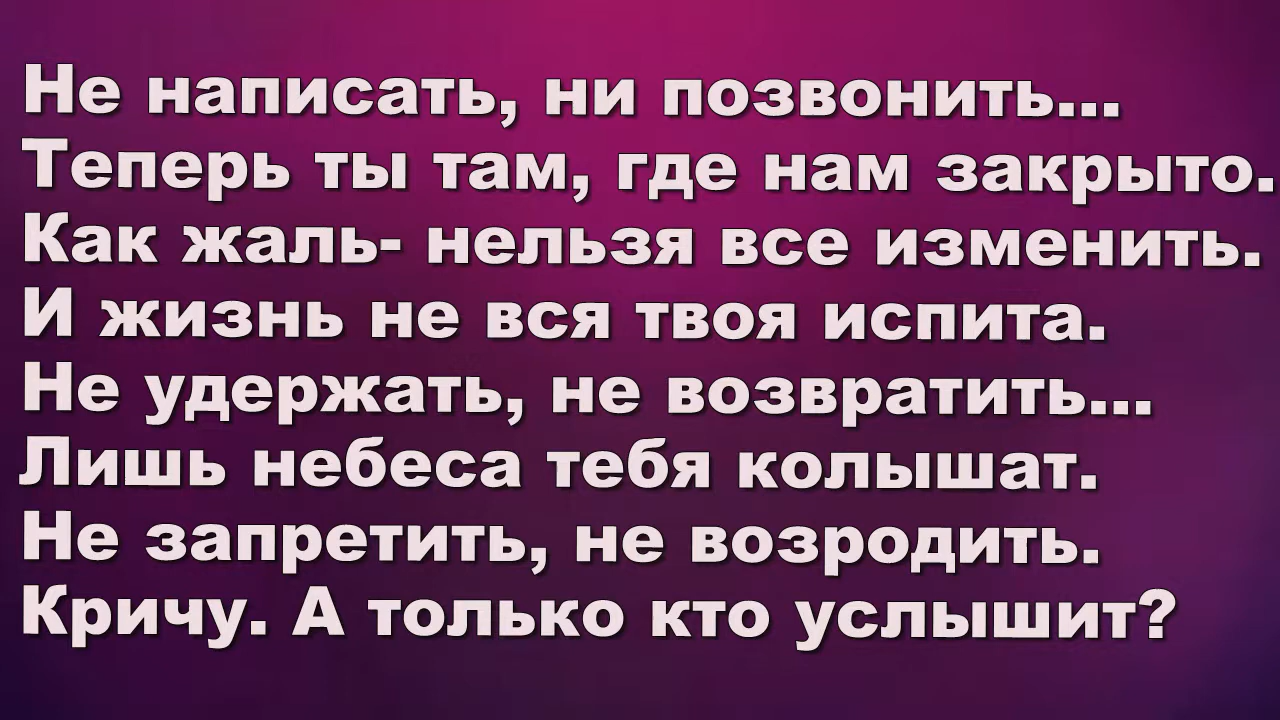 Не написать, ни позвонить...
Теперь ты там, где нам закрыто.
Как жаль- нельзя все изменить.
И жизнь не вся твоя испита.
Не удержать, не возвратить...
Лишь небеса тебя колышат.
Не запретить, не возродить.
Кричу. А только кто услышит?